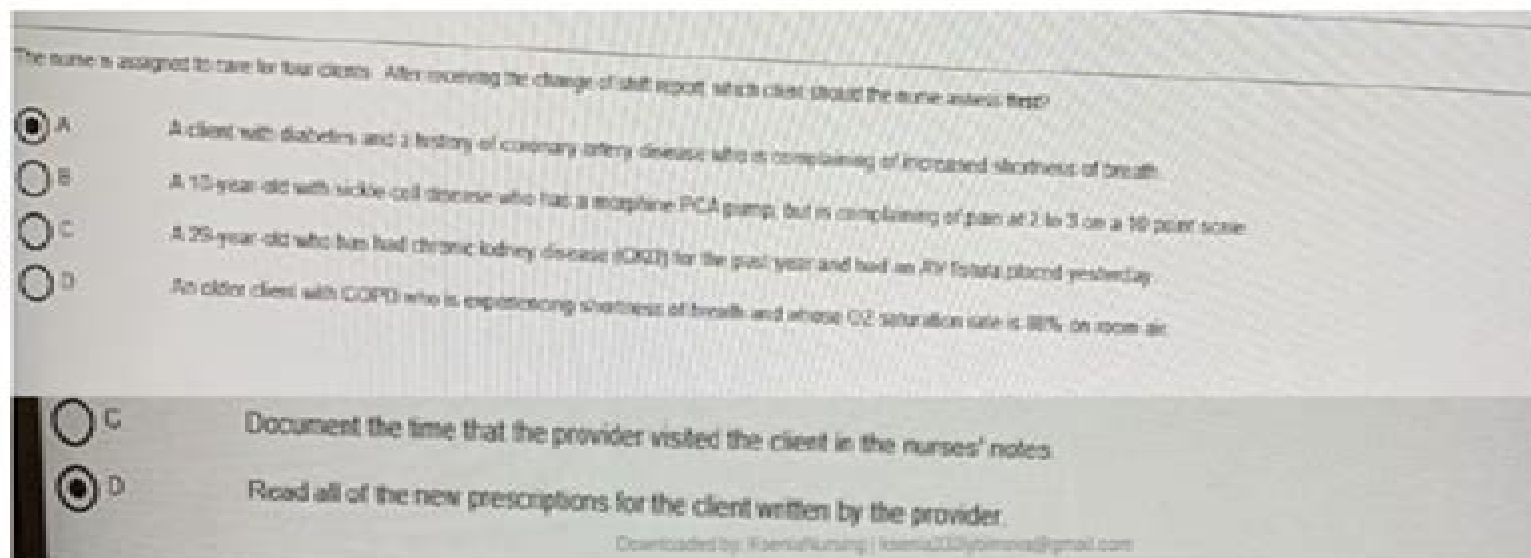 The nurse is assigned to care for four clients. After receiving the change of shift report, which client should the nurse assess first?
A A client with diabetes and a history of coronary artery disease who is complaining of increased shortness of breath.
B A 13-year-old with sickle cell disease who has a morphine PCA pump, but is complaining of pain at 2 to 3 on a 10 point scale
C A 29-year-old who has had chronic kidney disease (CKD) for the past year and had an AV fistula placed yesterday
D An older client with COPD who is experiencing shortness of breath and whose O2 saturation rate is 88% on room air.
C Document the time that the provider visited the client in the nurses' notes.
D Read all of the new prescriptions for the client written by the provider.
Downloaded by: